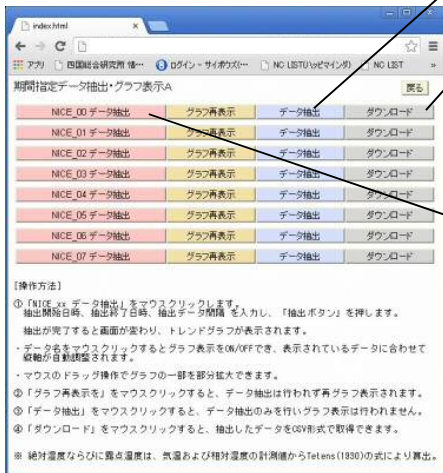 index.html
アプリ 四国総合研究所 情… ログイン - サイボウズ(… NC LISTU(っぽマイング) NC LIST »
期間指定データ抽出・グラフ表示A 戻る
NICE_00 データ抽出 グラフ再表示 データ抽出 ダウンロード
NICE_01 データ抽出 グラフ再表示 データ抽出 ダウンロード
NICE_02 データ抽出 グラフ再表示 データ抽出 ダウンロード
NICE_03 データ抽出 グラフ再表示 データ抽出 ダウンロード
NICE_04 データ抽出 グラフ再表示 データ抽出 ダウンロード
NICE_05 データ抽出 グラフ再表示 データ抽出 ダウンロード
NICE_06 データ抽出 グラフ再表示 データ抽出 ダウンロード
NICE_07 データ抽出 グラフ再表示 データ抽出 ダウンロード
[操作方法]
①「NICE_xx データ抽出」をマウスクリックします。
抽出開始日時、抽出終了日時、抽出データ間隔 を入力し、「抽出ボタン」を押します。
抽出が完了すると画面が変わり、トレンドグラフが表示されます。
・データ名をマウスクリックするとグラフ表示をON/OFFでき、表示されているデータに合わせて
縦軸が自動調整されます。
・マウスのドラッグ操作でグラフの一部を部分拡大できます。
②「グラフ再表示を」をマウスクリックすると、データ抽出は行われず再グラフ表示されます。
③「データ抽出」をマウスクリックすると、データ抽出のみを行いグラフ表示は行われません。
④「ダウンロード」をマウスクリックすると、抽出したデータをCSV形式で取得できます。
※ 絶対湿度ならびに露点温度は、気温および相対湿度の計測値からTetens(1930)の式により算出。